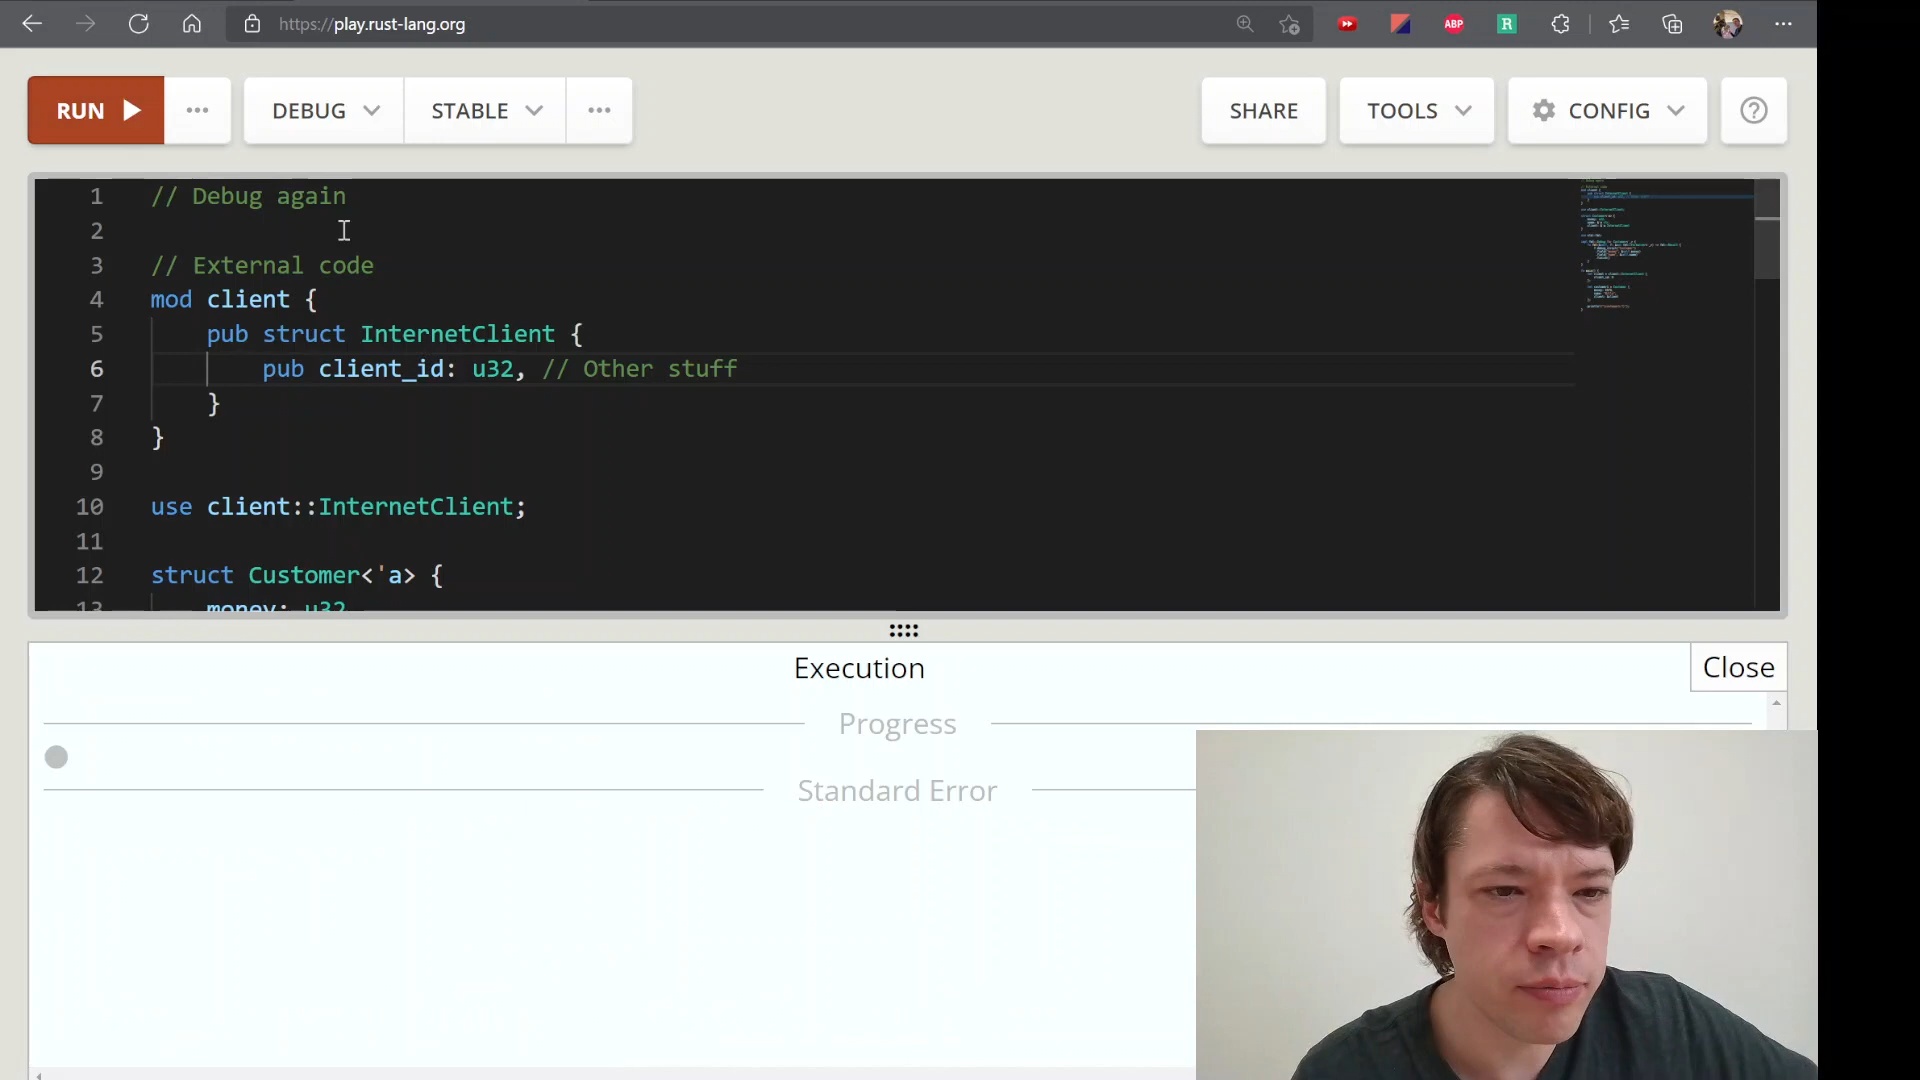 https://play.rust-lang.org
ABP
R
RUN
DEBUG
STABLE
SHARE
TOOLS
CONFIG
1 // Debug again
2
3 // External code
4 mod client {
5 pub struct InternetClient {
6 pub client_id: u32, // Other stuff
7 }
8 }
9
10 use client::InternetClient;
11
12 struct Customer<'a> {
13 money: u32,
Execution
Close
Progress
Standard Error